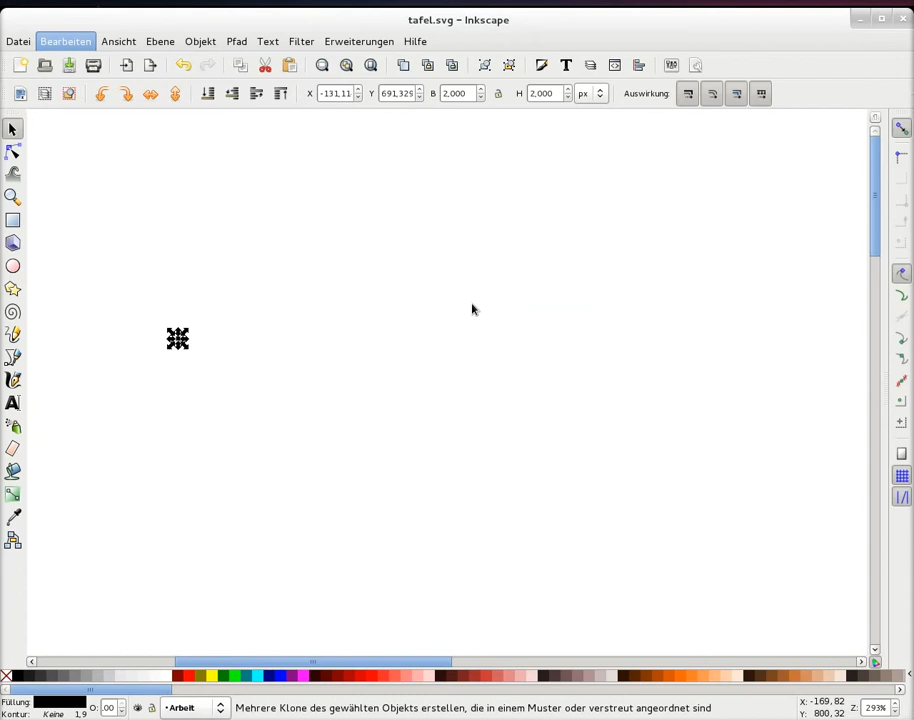 tafel.svg – Inkscape
Datei Bearbeiten Ansicht Ebene Objekt Pfad Text Filter Erweiterungen Hilfe
X -131,11 Y 691,325 B 2,000 H 2,000 px Auswirkung:
Füllung: O: ,00 Arbeit Mehrere Klone des gewählten Objekts erstellen, die in einem Muster oder verstreut angeordnet sind X: -169,82 Z: 293%
Kontur: Keine 1,9 Y: 800,32